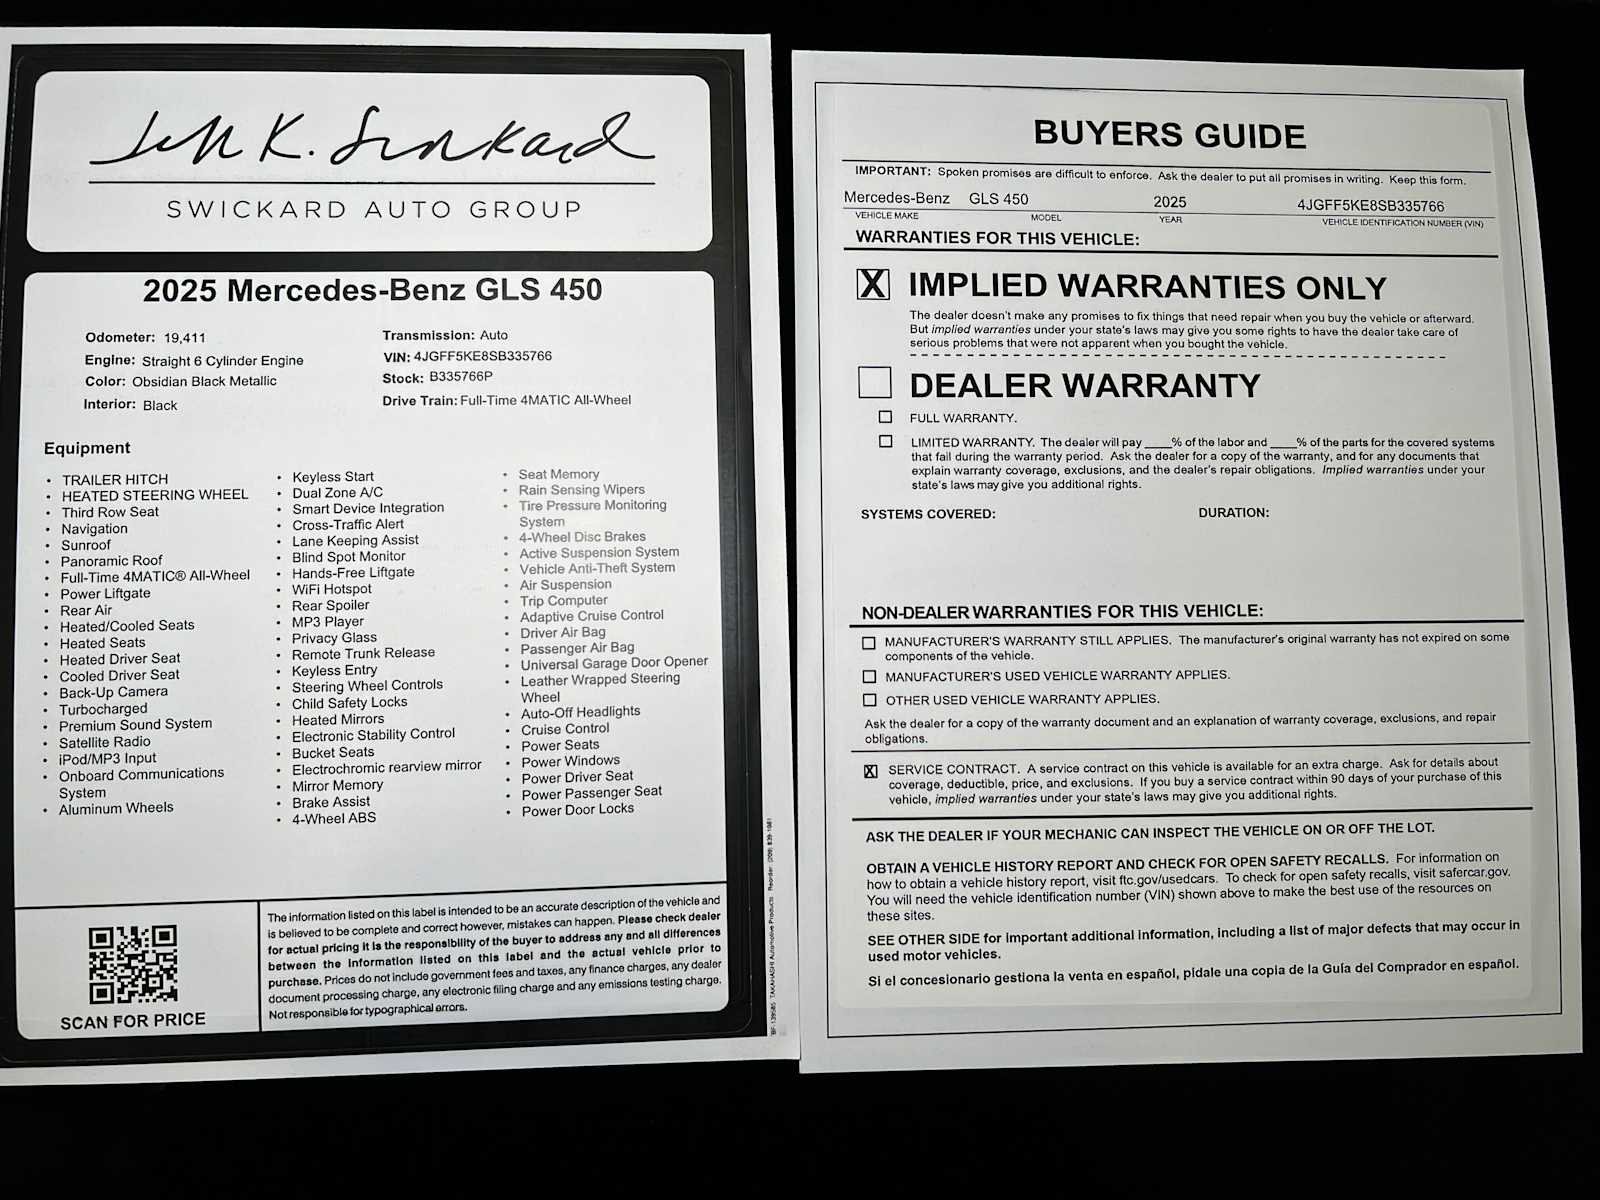 Jeff K. Swickard
SWICKARD AUTO GROUP
2025 Mercedes-Benz GLS 450
Odometer: 19,411
Engine: Straight 6 Cylinder Engine
Color: Obsidian Black Metallic
Interior: Black
Transmission: Auto
VIN: 4JGFF5KE8SB335766
Stock: B335766P
Drive Train: Full-Time 4MATIC All-Wheel
Equipment
• TRAILER HITCH
• HEATED STEERING WHEEL
• Third Row Seat
• Navigation
• Sunroof
• Panoramic Roof
• Full-Time 4MATIC® All-Wheel
• Power Liftgate
• Rear Air
• Heated/Cooled Seats
• Heated Seats
• Heated Driver Seat
• Cooled Driver Seat
• Back-Up Camera
• Turbocharged
• Premium Sound System
• Satellite Radio
• iPod/MP3 Input
• Onboard Communications
System
• Aluminum Wheels
• Keyless Start
• Dual Zone A/C
• Smart Device Integration
• Cross-Traffic Alert
• Lane Keeping Assist
• Blind Spot Monitor
• Hands-Free Liftgate
• WiFi Hotspot
• Rear Spoiler
• MP3 Player
• Privacy Glass
• Remote Trunk Release
• Keyless Entry
• Steering Wheel Controls
• Child Safety Locks
• Heated Mirrors
• Electronic Stability Control
• Bucket Seats
• Electrochromic rearview mirror
• Mirror Memory
• Brake Assist
• 4-Wheel ABS
• Seat Memory
• Rain Sensing Wipers
• Tire Pressure Monitoring
System
• 4-Wheel Disc Brakes
• Active Suspension System
• Vehicle Anti-Theft System
• Air Suspension
• Trip Computer
• Adaptive Cruise Control
• Driver Air Bag
• Passenger Air Bag
• Universal Garage Door Opener
• Leather Wrapped Steering
Wheel
• Auto-Off Headlights
• Cruise Control
• Power Seats
• Power Windows
• Power Driver Seat
• Power Passenger Seat
• Power Door Locks
SCAN FOR PRICE
The information listed on this label is intended to be an accurate description of the vehicle and
is believed to be complete and correct however, mistakes can happen. Please check dealer
for actual pricing it is the responsibility of the buyer to address any and all differences
between the information listed on this label and the actual vehicle prior to
purchase. Prices do not include government fees and taxes, any finance charges, any dealer
document processing charge, any electronic filing charge and any emissions testing charge.
Not responsible for typographical errors.
TAKAHASHI Automotive Products Reorder:
BUYERS GUIDE
IMPORTANT: Spoken promises are difficult to enforce. Ask the dealer to put all promises in writing. Keep this form.
Mercedes-Benz GLS 450 2025 4JGFF5KE8SB335766
VEHICLE MAKE MODEL YEAR VEHICLE IDENTIFICATION NUMBER (VIN)
WARRANTIES FOR THIS VEHICLE:
X IMPLIED WARRANTIES ONLY
The dealer doesn't make any promises to fix things that need repair when you buy the vehicle or afterward.
But implied warranties under your state's laws may give you some rights to have the dealer take care of
serious problems that were not apparent when you bought the vehicle.
DEALER WARRANTY
FULL WARRANTY.
LIMITED WARRANTY. The dealer will pay ____% of the labor and ____% of the parts for the covered systems
that fail during the warranty period. Ask the dealer for a copy of the warranty, and for any documents that
explain warranty coverage, exclusions, and the dealer's repair obligations. Implied warranties under your
state's laws may give you additional rights.
SYSTEMS COVERED: DURATION:
NON-DEALER WARRANTIES FOR THIS VEHICLE:
MANUFACTURER'S WARRANTY STILL APPLIES. The manufacturer's original warranty has not expired on some
components of the vehicle.
MANUFACTURER'S USED VEHICLE WARRANTY APPLIES.
OTHER USED VEHICLE WARRANTY APPLIES.
Ask the dealer for a copy of the warranty document and an explanation of warranty coverage, exclusions, and repair
obligations.
X SERVICE CONTRACT. A service contract on this vehicle is available for an extra charge. Ask for details about
coverage, deductible, price, and exclusions. If you buy a service contract within 90 days of your purchase of this
vehicle, implied warranties under your state's laws may give you additional rights.
ASK THE DEALER IF YOUR MECHANIC CAN INSPECT THE VEHICLE ON OR OFF THE LOT.
OBTAIN A VEHICLE HISTORY REPORT AND CHECK FOR OPEN SAFETY RECALLS. For information on
how to obtain a vehicle history report, visit ftc.gov/usedcars. To check for open safety recalls, visit safercar.gov.
You will need the vehicle identification number (VIN) shown above to make the best use of the resources on
these sites.
SEE OTHER SIDE for important additional information, including a list of major defects that may occur in
used motor vehicles.
Si el concesionario gestiona la venta en español, pídale una copia de la Guía del Comprador en español.